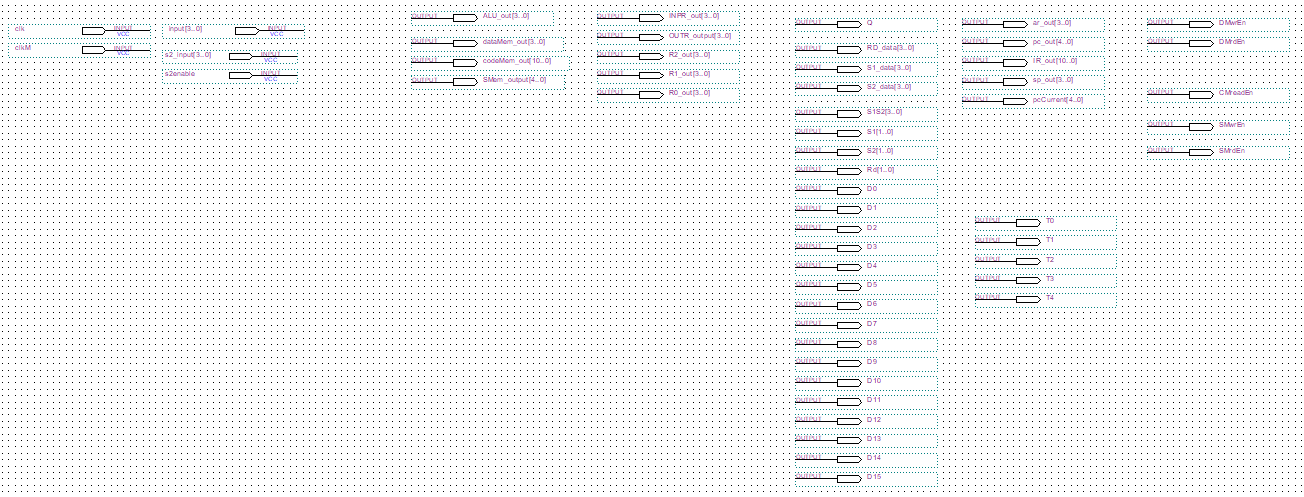 clk INPUT VCC
clkM INPUT VCC
input[3..0] INPUT VCC
s2_input[3..0] INPUT VCC
s2enable INPUT VCC
OUTPUT ALU_out[3..0]
OUTPUT dataMem_out[3..0]
OUTPUT codeMem_out[10..0]
OUTPUT SMem_output[4..0]
OUTPUT INPR_out[3..0]
OUTPUT OUTR_output[3..0]
OUTPUT R2_out[3..0]
OUTPUT R1_out[3..0]
OUTPUT R0_out[3..0]
OUTPUT Q
OUTPUT RD_data[3..0]
OUTPUT S1_data[3..0]
OUTPUT S2_data[3..0]
OUTPUT S1S2[3..0]
OUTPUT S1[1..0]
OUTPUT S2[1..0]
OUTPUT Rd[1..0]
OUTPUT D0
OUTPUT D1
OUTPUT D2
OUTPUT D3
OUTPUT D4
OUTPUT D5
OUTPUT D6
OUTPUT D7
OUTPUT D8
OUTPUT D9
OUTPUT D10
OUTPUT D11
OUTPUT D12
OUTPUT D13
OUTPUT D14
OUTPUT D15
OUTPUT ar_out[3..0]
OUTPUT pc_out[4..0]
OUTPUT IR_out[10..0]
OUTPUT sp_out[3..0]
OUTPUT pcCurrent[4..0]
OUTPUT T0
OUTPUT T1
OUTPUT T2
OUTPUT T3
OUTPUT T4
OUTPUT DMwrEn
OUTPUT DMrdEn
OUTPUT CMreadEn
OUTPUT SMwrEn
OUTPUT SMrdEn